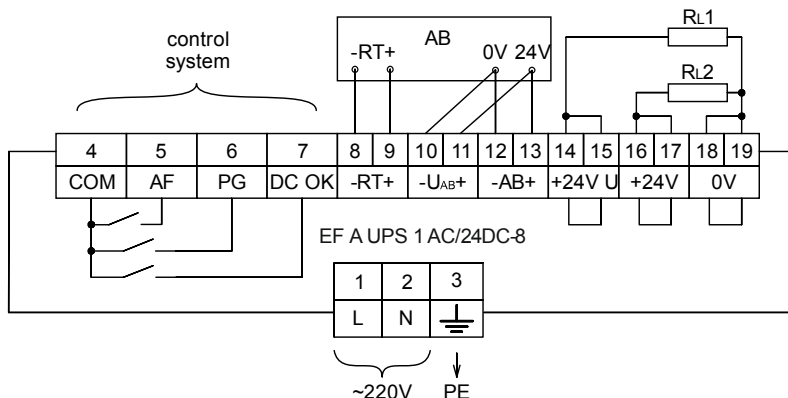 RL1
control
system
AB
-RT+
0V 24V
RL2
4 5 6 7 8 9 10 11 12 13 14 15 16 17 18 19
COM AF PG DC OK -RT+ -UAB+ -AB+ +24V U +24V 0V
EF A UPS 1 AC/24DC-8
1 2 3
L N
~220V PE